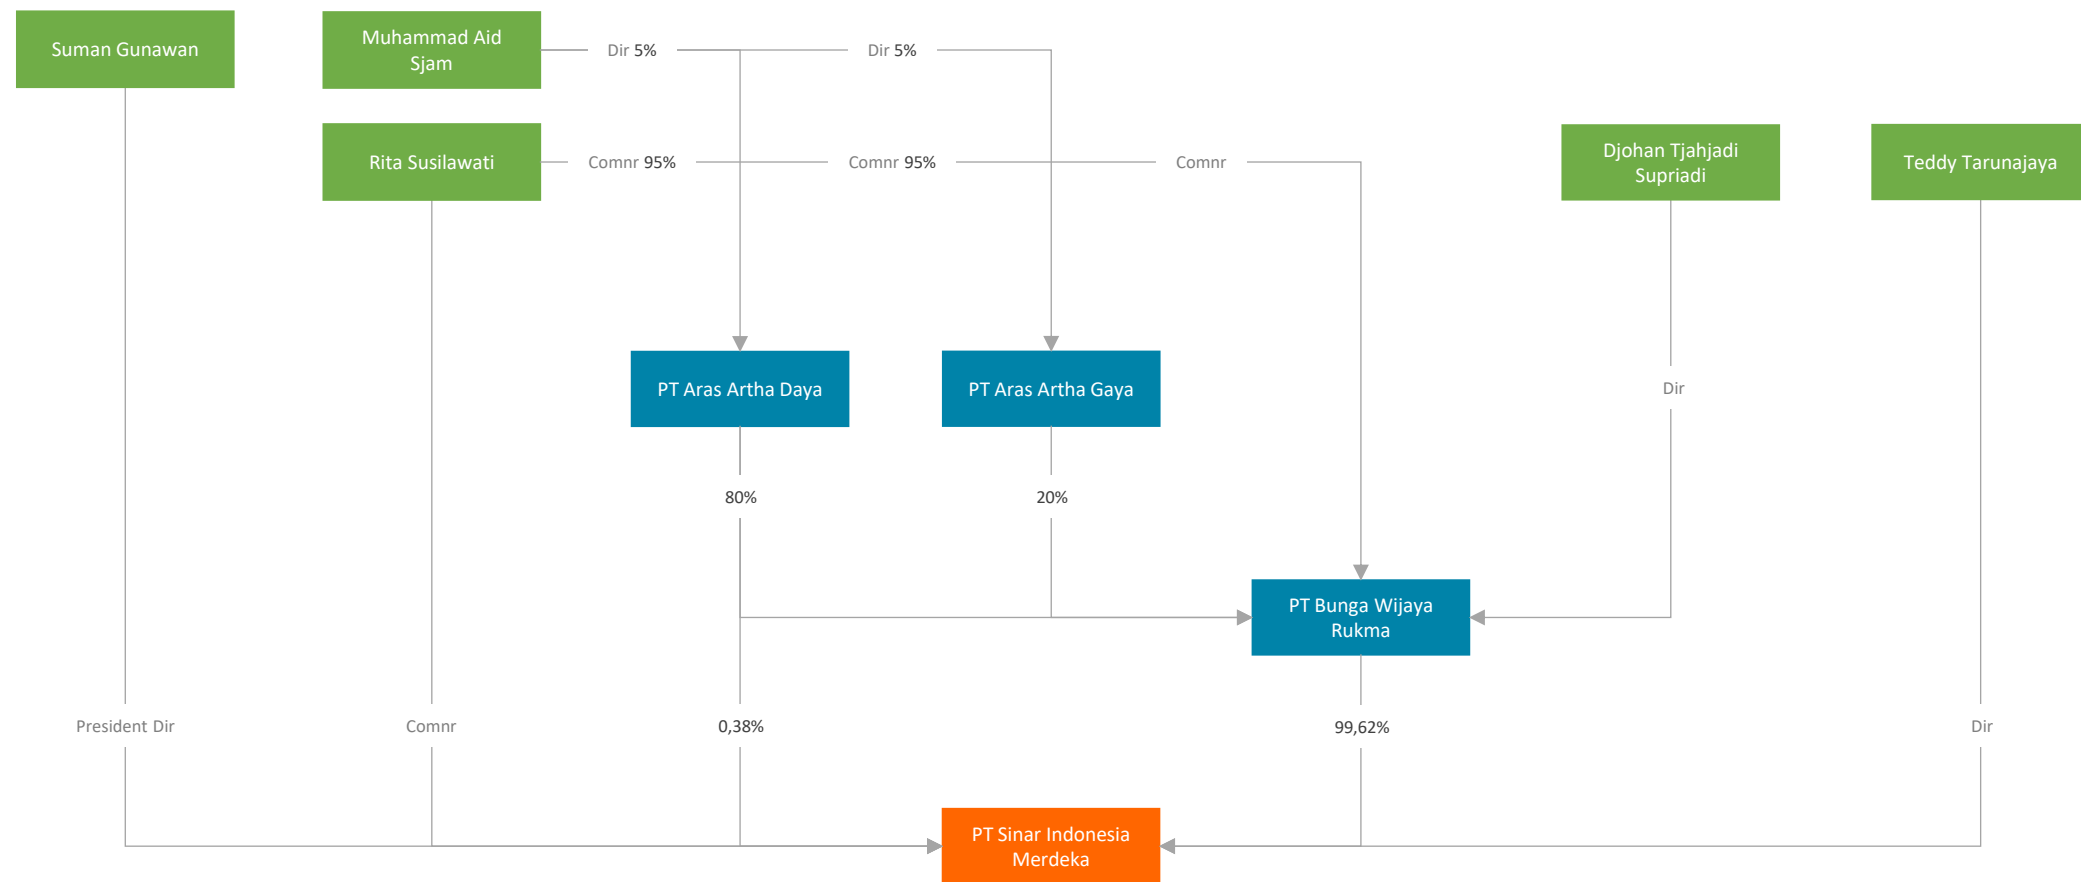 Suman Gunawan
Muhammad Aid
Sjam
Dir 5%
Dir 5%
Rita Susilawati
Comnr 95%
Comnr 95%
Comnr
Djohan Tjahjadi
Supriadi
Teddy Tarunajaya
PT Aras Artha Daya
PT Aras Artha Gaya
Dir
80%
20%
PT Bunga Wijaya
Rukma
President Dir
Comnr
0,38%
99,62%
Dir
PT Sinar Indonesia
Merdeka